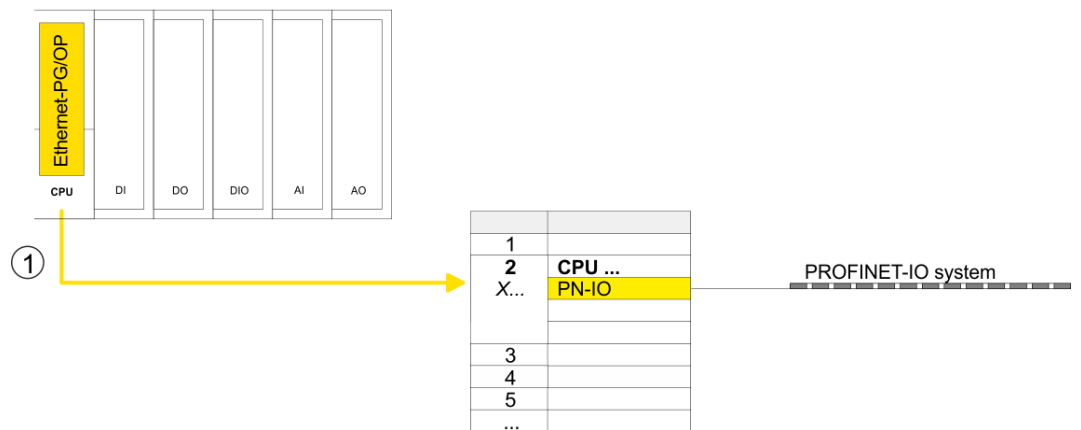 Ethernet-PG/OP
CPU
DI
DO
DIO
AI
AO
①
1
2 CPU ...
X... PN-IO
PROFINET-IO system
3
4
5
...